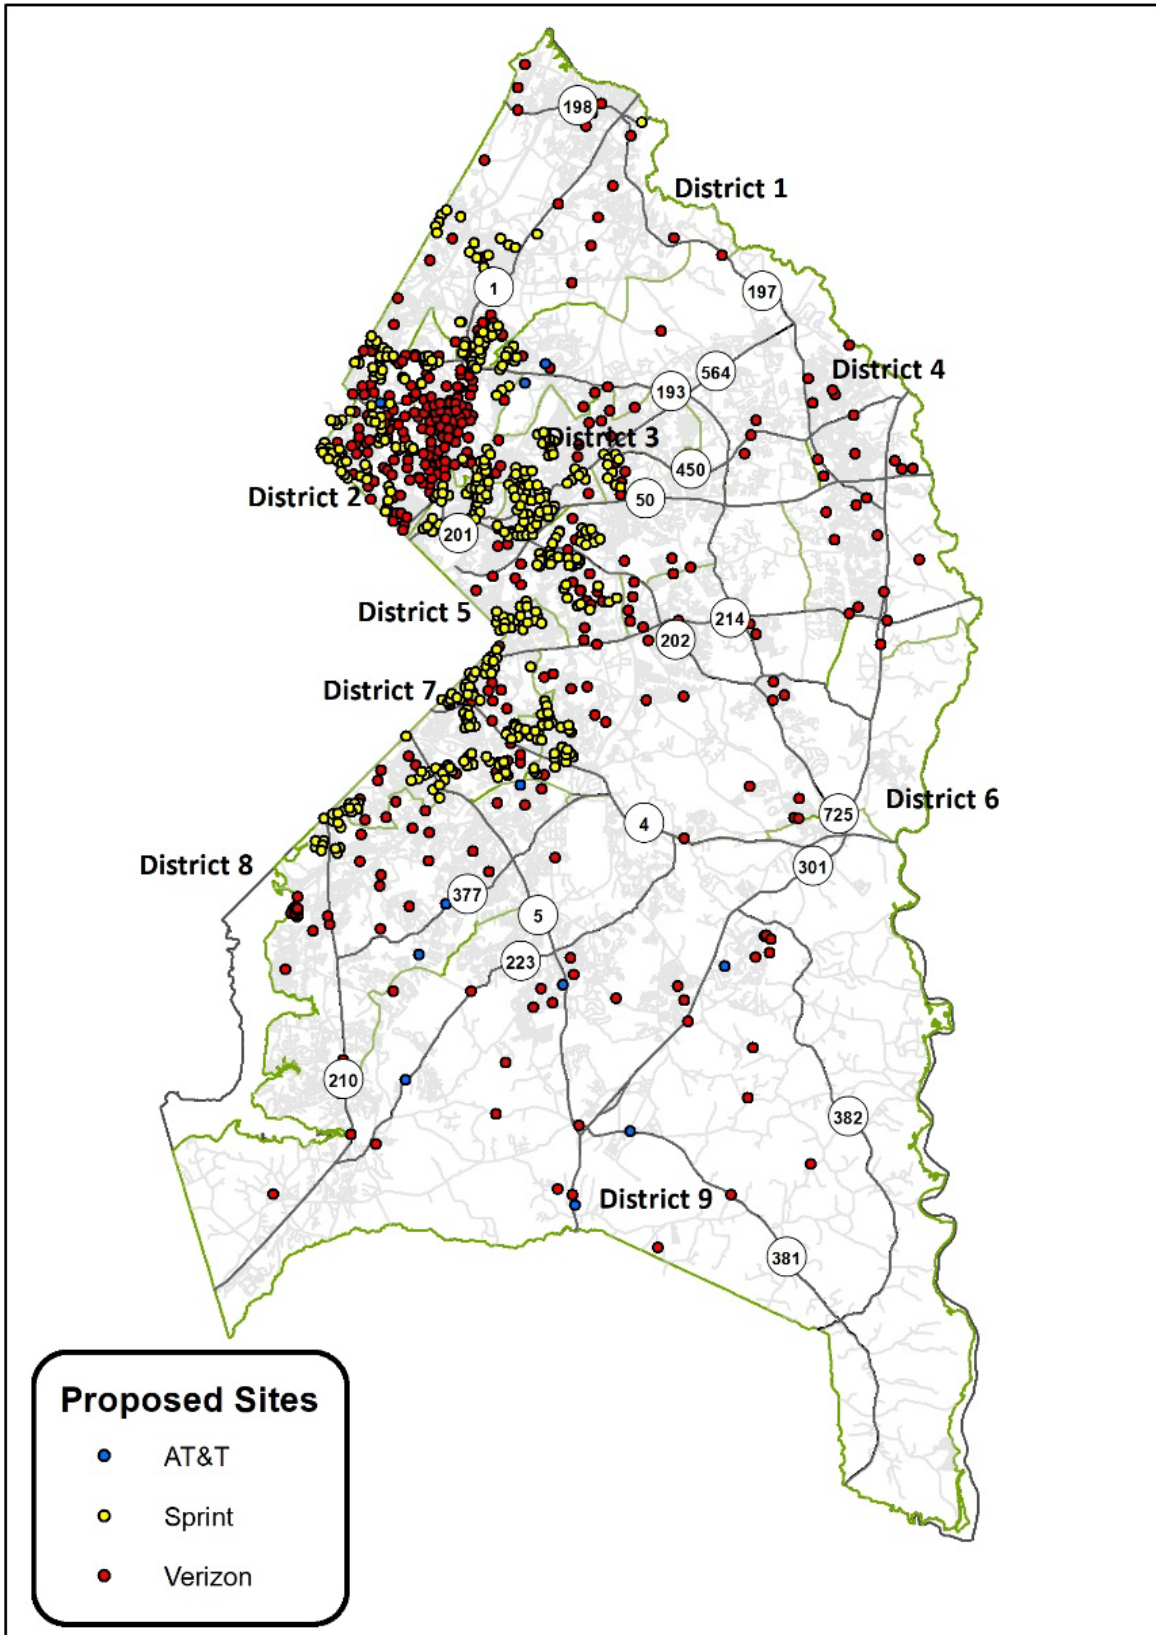 198
District 1
1
197
564
District 4
193
District 3
450
District 2
50
201
District 5
214
202
District 7
District 6
725
4
District 8
301
377
5
223
210
382
District 9
381
Proposed Sites
AT&T
Sprint
Verizon